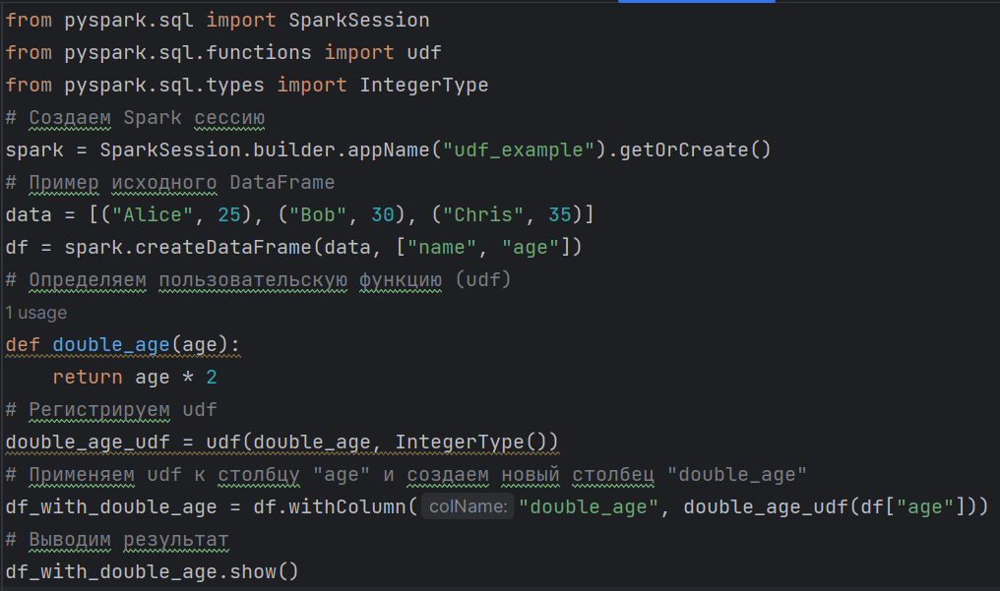 from pyspark.sql import SparkSession
from pyspark.sql.functions import udf
from pyspark.sql.types import IntegerType
# Создаем Spark сессию
spark = SparkSession.builder.appName("udf_example").getOrCreate()
# Пример исходного DataFrame
data = [("Alice", 25), ("Bob", 30), ("Chris", 35)]
df = spark.createDataFrame(data, ["name", "age"])
# Определяем пользовательскую функцию (udf)
1 usage
def double_age(age):
    return age * 2
# Регистрируем udf
double_age_udf = udf(double_age, IntegerType())
# Применяем udf к столбцу "age" и создаем новый столбец "double_age"
df_with_double_age = df.withColumn( colName: "double_age", double_age_udf(df["age"]))
# Выводим результат
df_with_double_age.show()